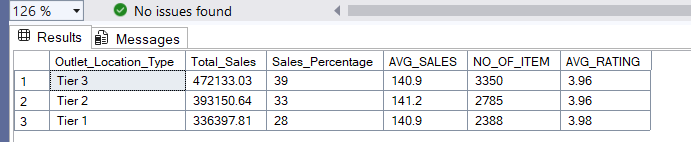 126 % No issues found
Results Messages
Outlet_Location_Type Total_Sales Sales_Percentage AVG_SALES NO_OF_ITEM AVG_RATING
1 Tier 3 472133.03 39 140.9 3350 3.96
2 Tier 2 393150.64 33 141.2 2785 3.96
3 Tier 1 336397.81 28 140.9 2388 3.98